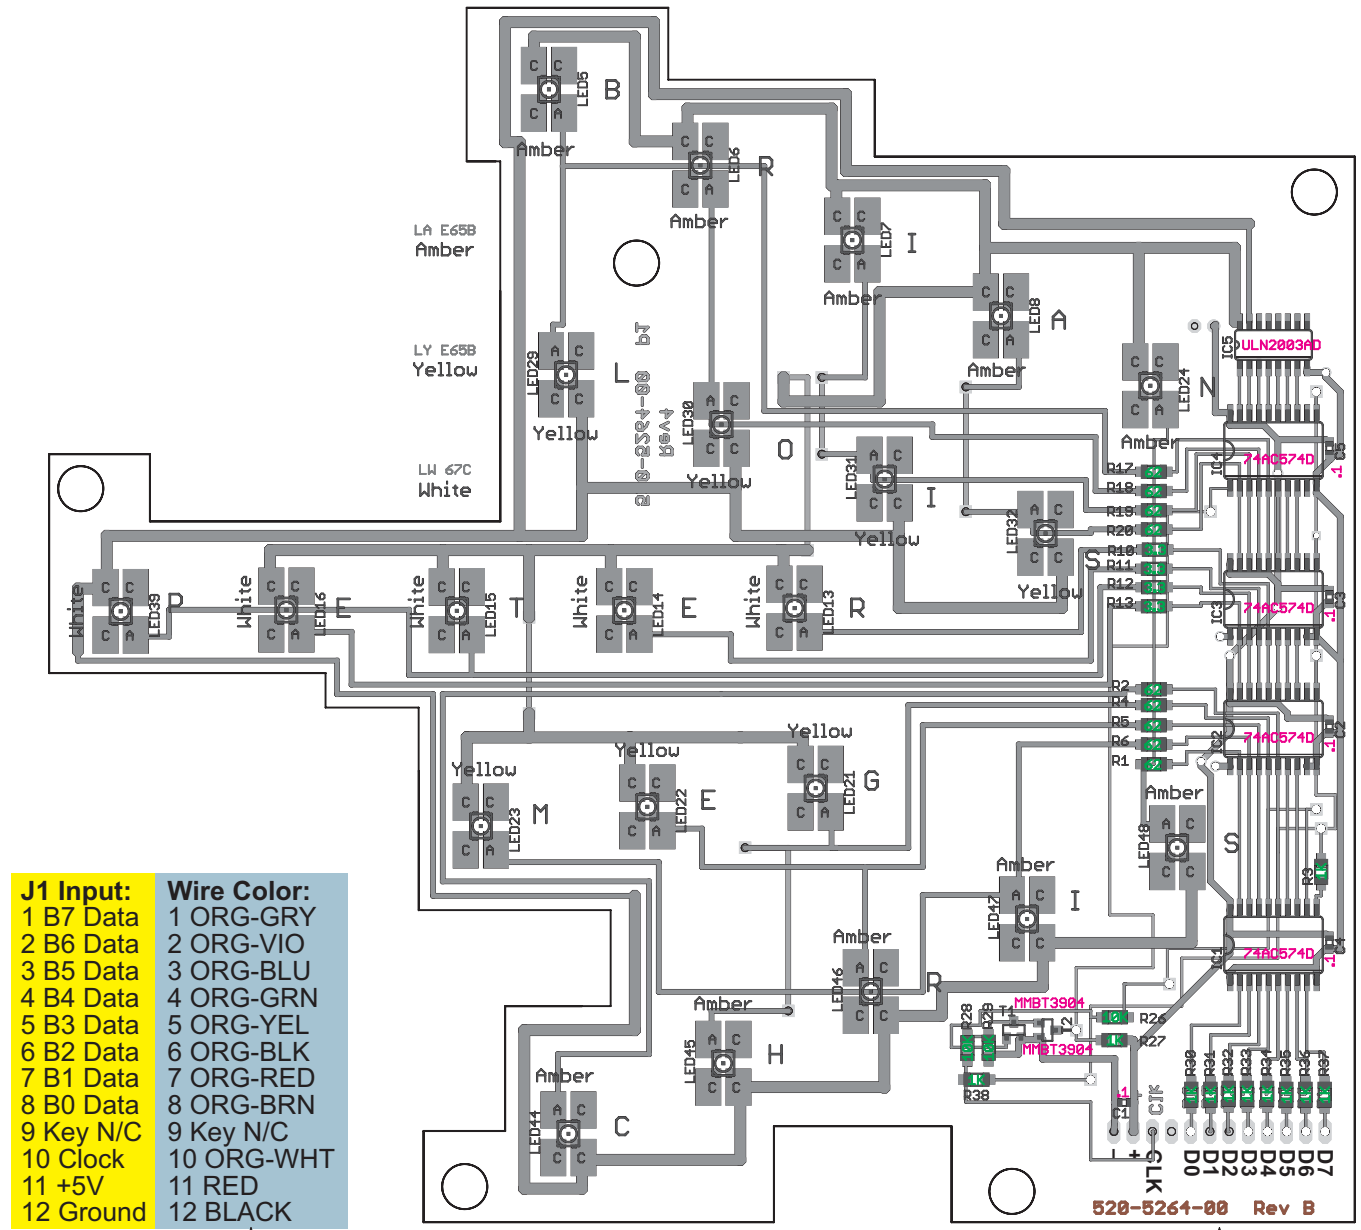 B
LED5
Amber
LED6
R
Amber
LED7
I
Amber
LED8
A
Amber
LED24
N
Amber
IC5
ULN2003AD
LA E65B
Amber
LY E65B
Yellow
LW 67C
White
LED29
L
Yellow
LED30
O
Yellow
LED31
I
Yellow
LED32
S
Yellow
Rev4
R17
R18
R19
R20
R10
R11
R12
R13
IC4
74AC574D
C5
.1
IC3
74AC574D
C3
.1
White
LED39
P
White
LED16
E
White
LED15
T
White
LED14
E
White
LED13
R
R2
R5
R6
R1
IC2
74AC574D
C2
.1
Yellow
LED23
M
Yellow
LED22
E
Yellow
LED21
G
Amber
LED48
S
R3
Amber
LED47
I
Amber
LED46
R
Amber
LED45
H
Amber
LED44
C
IC1
74AC574D
C4
.1
MMBT3904
T1
MMBT3904
R28
R29
R26
R27
R38
.1
C1
Clk
R30
R31
R32
R33
R34
R35
R36
R37
- + CLK D0 D1 D2 D3 D4 D5 D6 D7
520-5264-00 Rev B
J1 Input: Wire Color:
1 B7 Data 1 ORG-GRY
2 B6 Data 2 ORG-VIO
3 B5 Data 3 ORG-BLU
4 B4 Data 4 ORG-GRN
5 B3 Data 5 ORG-YEL
6 B2 Data 6 ORG-BLK
7 B1 Data 7 ORG-RED
8 B0 Data 8 ORG-BRN
9 Key N/C 9 Key N/C
10 Clock 10 ORG-WHT
11 +5V 11 RED
12 Ground 12 BLACK